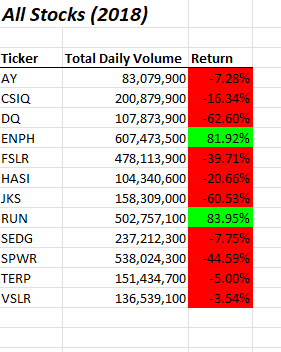 All Stocks (2018)
Ticker Total Daily Volume Return
AY 83,079,900 -7.28%
CSIQ 200,879,900 -16.34%
DQ 107,873,900 -62.60%
ENPH 607,473,500 81.92%
FSLR 478,113,900 -39.71%
HASI 104,340,600 -20.66%
JKS 158,309,000 -60.53%
RUN 502,757,100 83.95%
SEDG 237,212,300 -7.75%
SPWR 538,024,300 -44.59%
TERP 151,434,700 -5.00%
VSLR 136,539,100 -3.54%